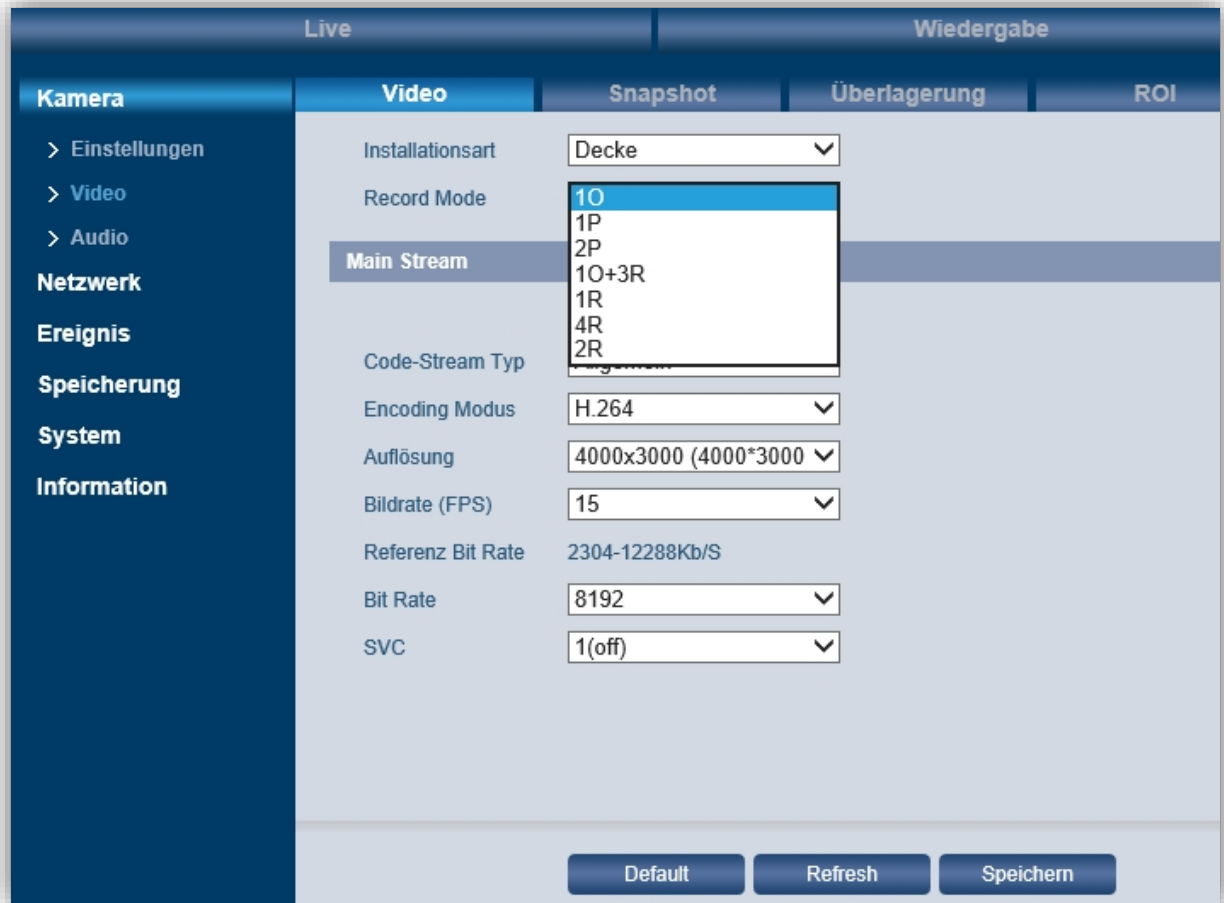 Live Wiedergabe
Kamera
Video Snapshot Überlagerung ROI
> Einstellungen
> Video
> Audio
Netzwerk
Ereignis
Speicherung
System
Information
Installationsart Decke
Record Mode
1O
1P
2P
1O+3R
1R
4R
2R
Main Stream
Code-Stream Typ
Encoding Modus H.264
Auflösung 4000x3000 (4000*3000
Bildrate (FPS) 15
Referenz Bit Rate 2304-12288Kb/S
Bit Rate 8192
SVC 1(off)
Default Refresh Speichern